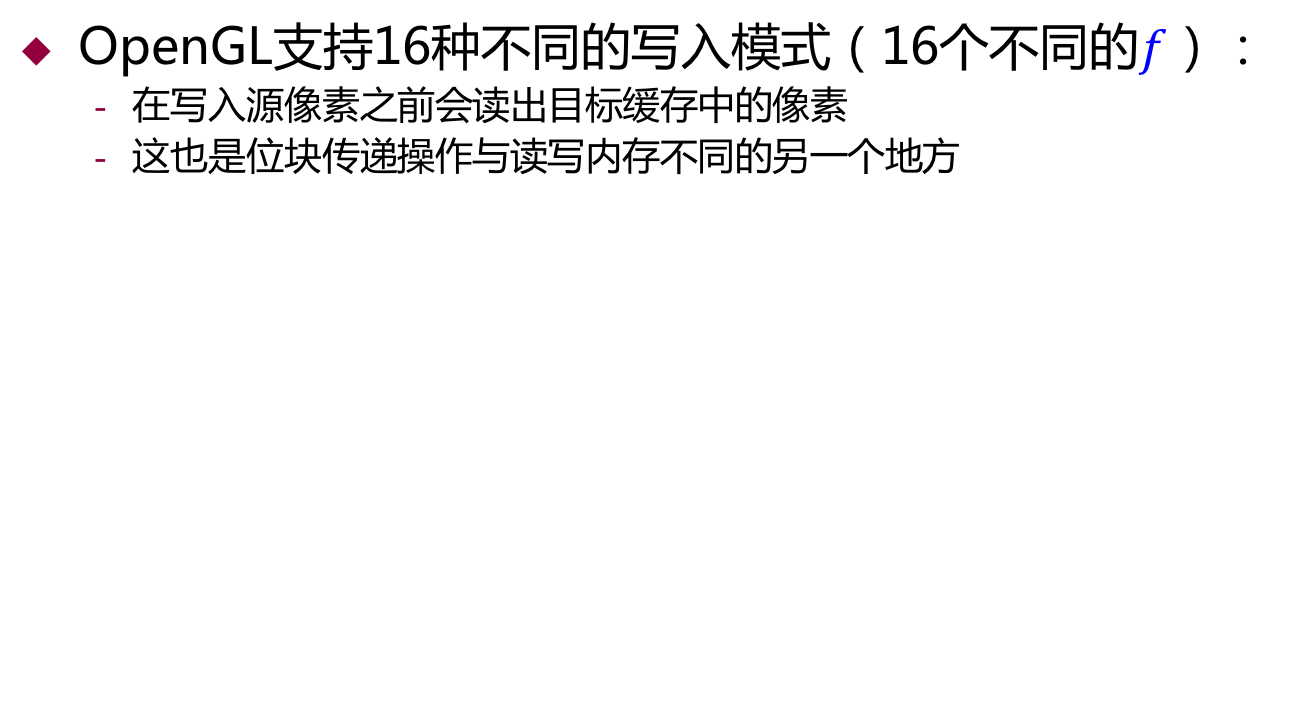 ◆ OpenGL支持16种不同的写入模式（16个不同的f）：
- 在写入源像素之前会读出目标缓存中的像素
- 这也是位块传递操作与读写内存不同的另一个地方